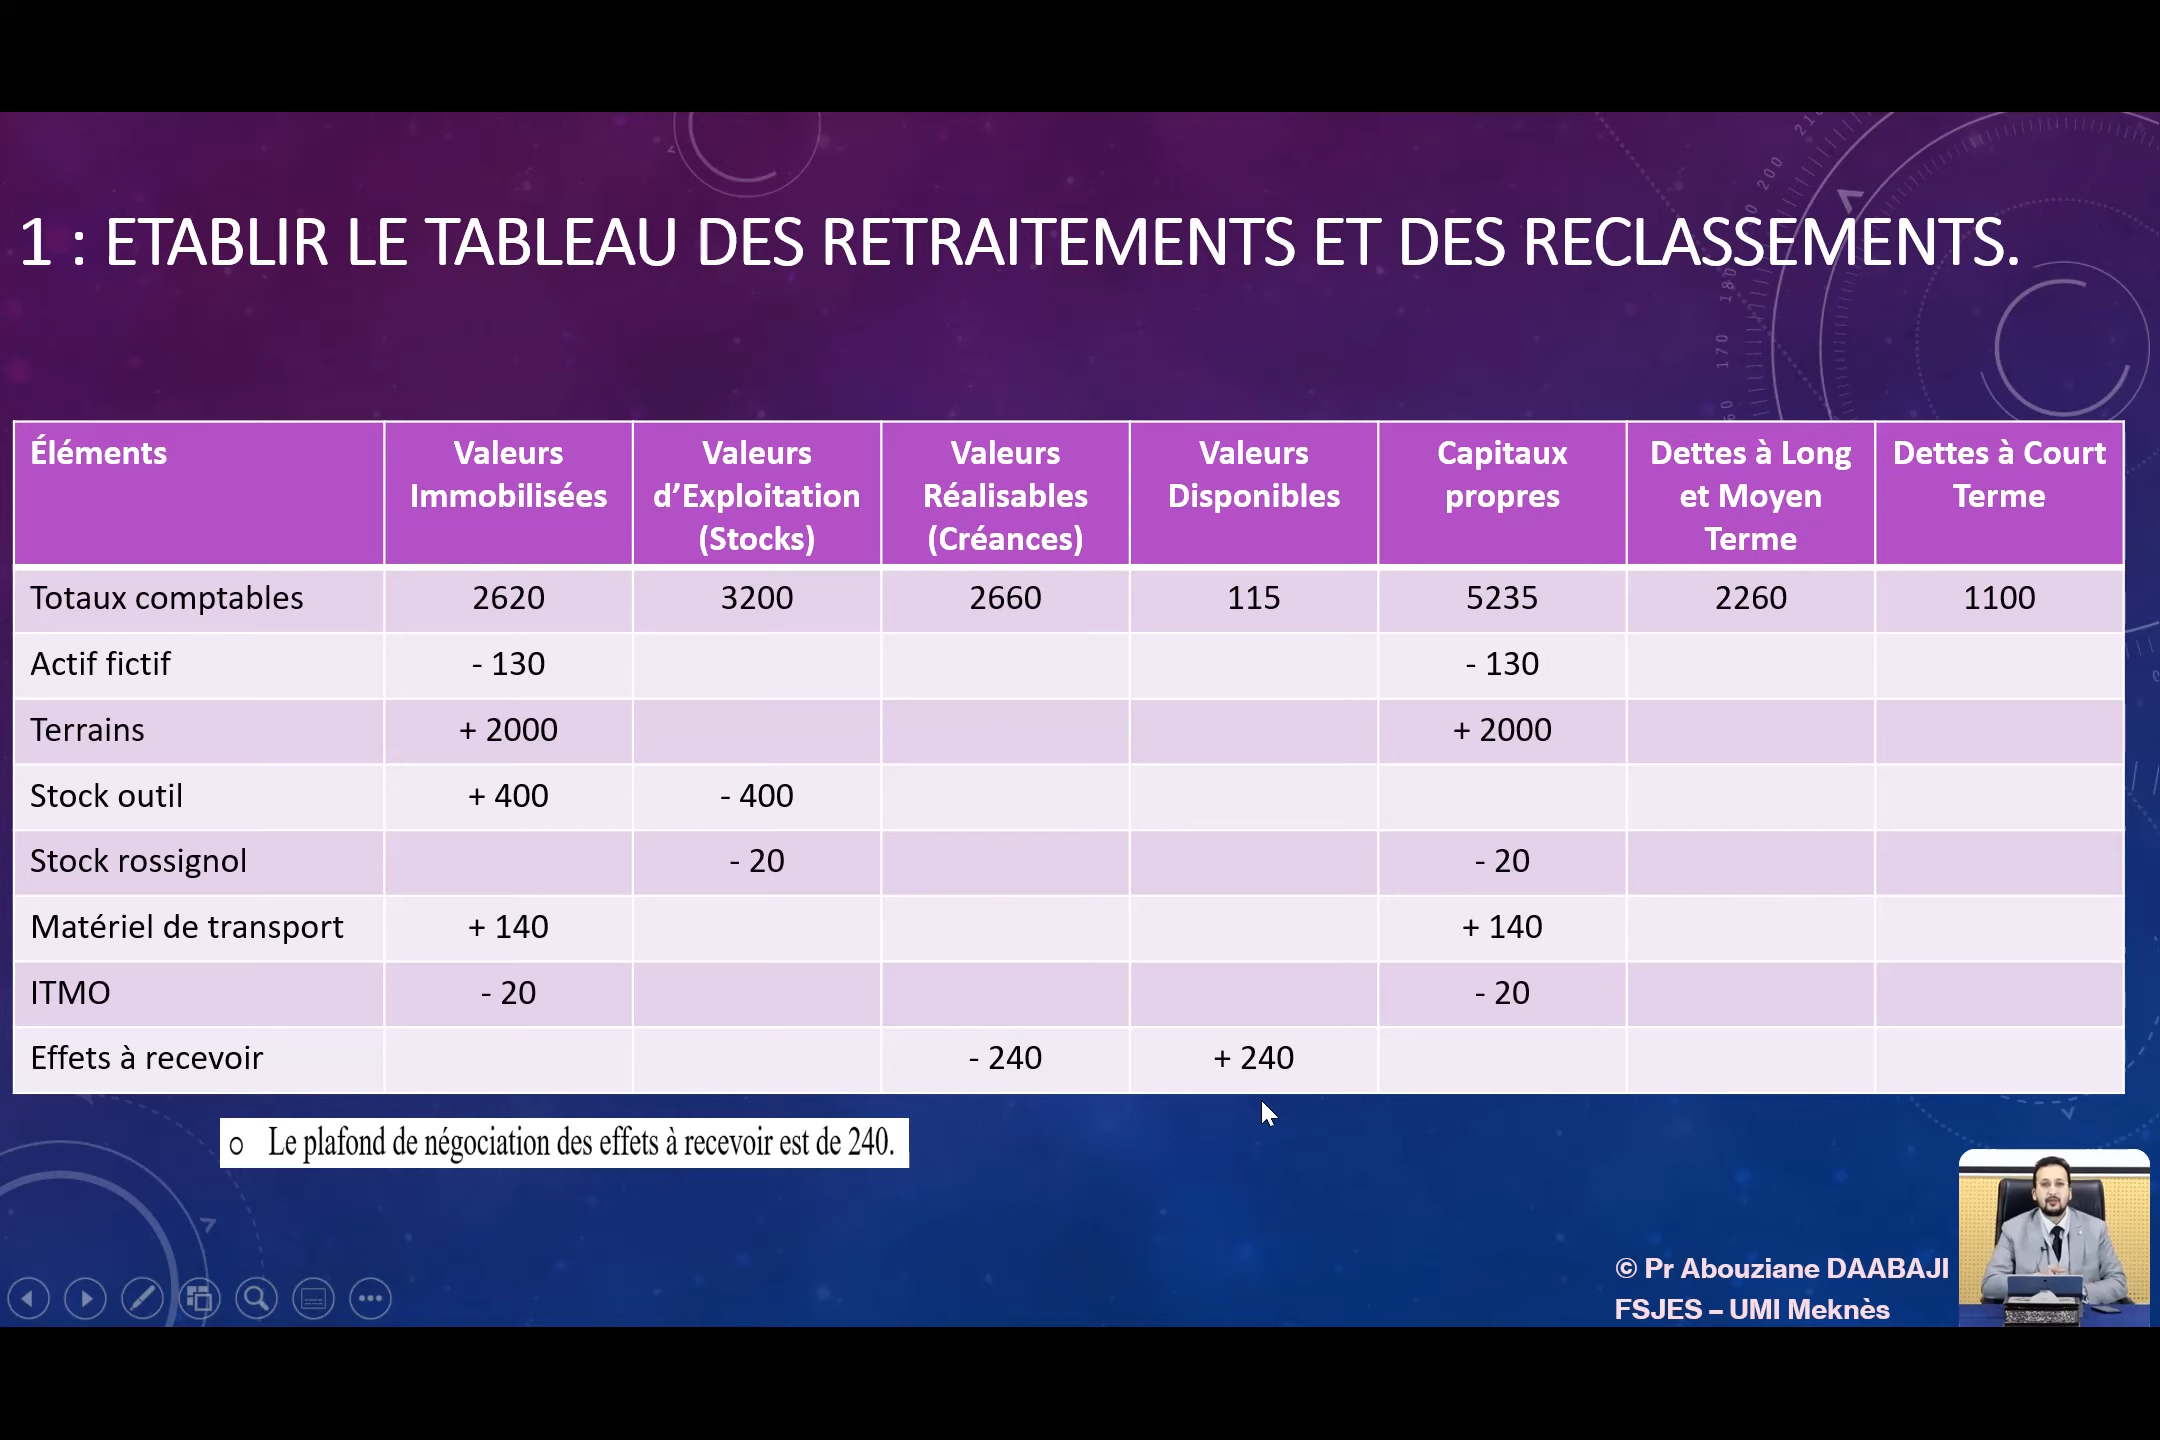 1 : ETABLIR LE TABLEAU DES RETRAITEMENTS ET DES RECLASSEMENTS.
Éléments | Valeurs Immobilisées | Valeurs d’Exploitation (Stocks) | Valeurs Réalisables (Créances) | Valeurs Disponibles | Capitaux propres | Dettes à Long et Moyen Terme | Dettes à Court Terme
Totaux comptables 2620 3200 2660 115 5235 2260 1100
Actif fictif - 130 - 130
Terrains + 2000 + 2000
Stock outil + 400 - 400
Stock rossignol - 20 - 20
Matériel de transport + 140 + 140
ITMO - 20 - 20
Effets à recevoir - 240 + 240
o Le plafond de négociation des effets à recevoir est de 240.
© Pr Abouziane DAABAJI
FSJES – UMI Meknès
210
200
180
170